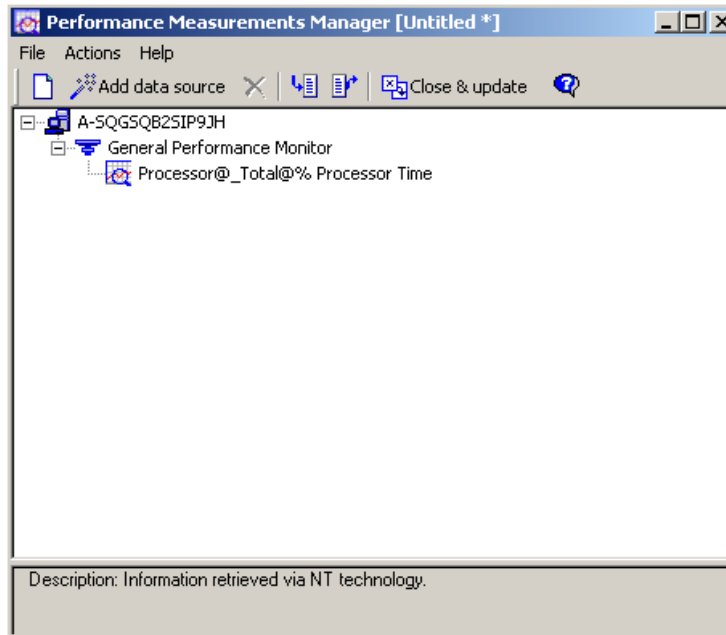 Performance Measurements Manager [Untitled *]
File Actions Help
Add data source Close & update
A-SQGSQB2SIP9JH
General Performance Monitor
Processor@_Total@% Processor Time
Description: Information retrieved via NT technology.